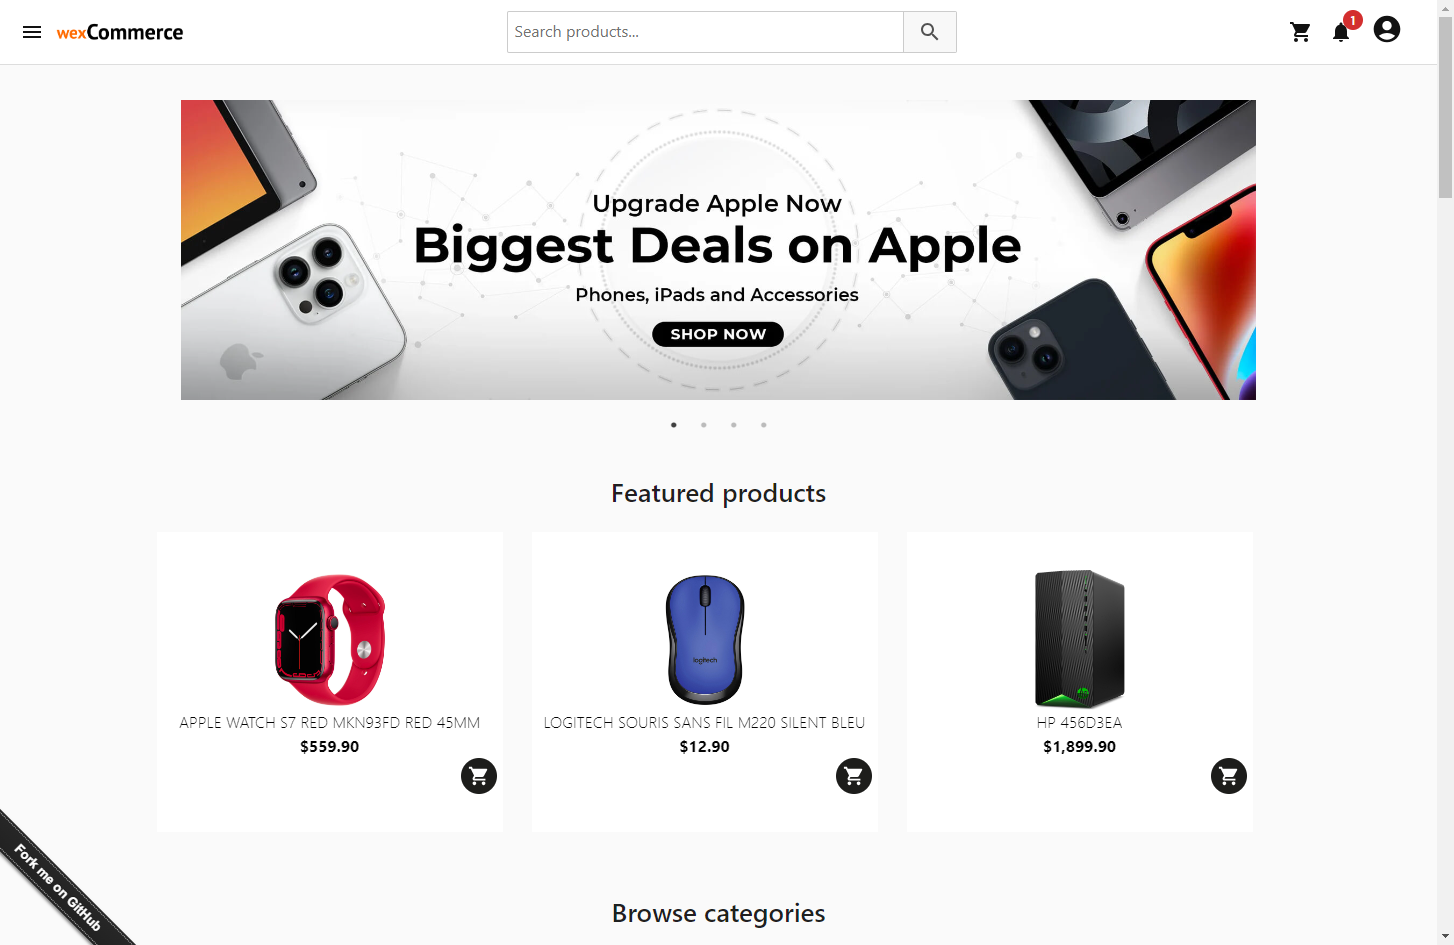 wexCommerce
Search products...
1
Upgrade Apple Now
Biggest Deals on Apple
Phones, iPads and Accessories
SHOP NOW
Featured products
logitech
APPLE WATCH S7 RED MKN93FD RED 45MM
$559.90
LOGITECH SOURIS SANS FIL M220 SILENT BLEU
$12.90
HP 456D3EA
$1,899.90
Fork me on GitHub
Browse categories